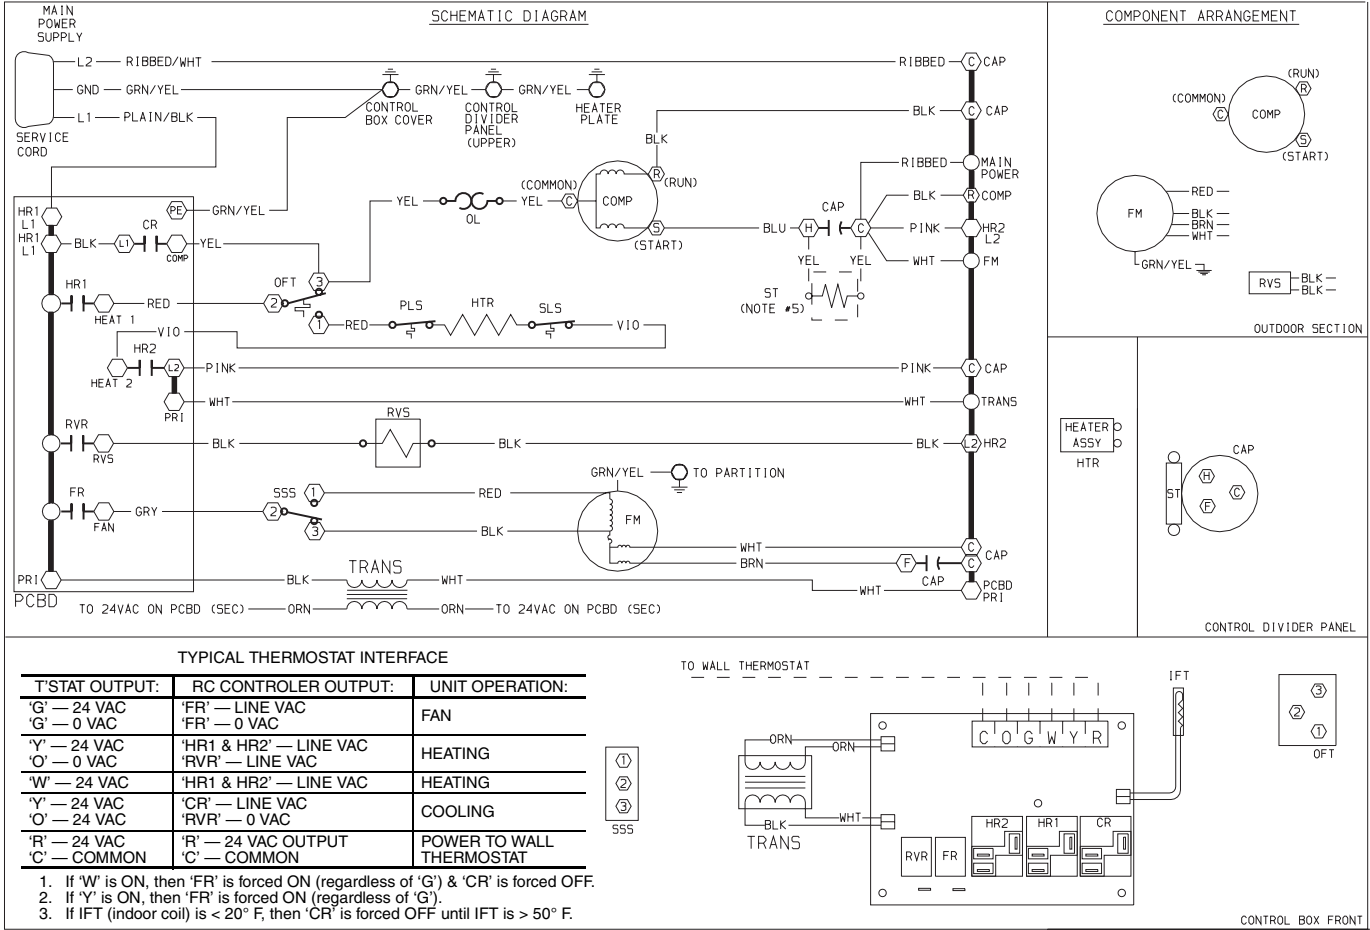 SCHEMATIC DIAGRAM
MAIN
POWER
SUPPLY
L2 RIBBED/WHT
GND GRN/YEL
L1 PLAIN/BLK
SERVICE
CORD
CONTROL
BOX COVER
GRN/YEL
CONTROL
DIVIDER
PANEL
(UPPER)
GRN/YEL
HEATER
PLATE
RIBBED C CAP
BLK C CAP
BLK
RIBBED MAIN
POWER
BLK R COMP
PINK HR2
L2
WHT FM
HR1
L1
PE GRN/YEL
HR1
L1
BLK L1 CR COMP YEL
YEL OL YEL
(COMMON) C COMP
R (RUN)
S (START)
BLU H CAP C
YEL YEL
ST
(NOTE #5)
HR1
HEAT 1
RED
OFT
2 3 1
RED PLS HTR SLS VIO
VIO
HR2
HEAT 2
L2 PINK PINK C CAP
PRI WHT WHT TRANS
RVR
RVS
BLK RVS BLK BLK L2 HR2
GRN/YEL TO PARTITION
FR
FAN
GRY
SSS
2 1 3
RED
BLK
FM
WHT C
BRN F CAP C
CAP
PRI BLK TRANS WHT
WHT PCBD
PRI
PCBD
TO 24VAC ON PCBD (SEC) ORN ORN TO 24VAC ON PCBD (SEC)
COMPONENT ARRANGEMENT
(RUN)
R
(COMMON)
C
COMP
S
(START)
FM
RED
BLK
BRN
WHT
GRN/YEL
RVS BLK
BLK
OUTDOOR SECTION
HEATER
ASSY
HTR
CAP
ST
H
C
F
CONTROL DIVIDER PANEL
TYPICAL THERMOSTAT INTERFACE
T'STAT OUTPUT: RC CONTROLER OUTPUT: UNIT OPERATION:
'G' — 24 VAC 'FR' — LINE VAC FAN
'G' — 0 VAC 'FR' — 0 VAC
'Y' — 24 VAC 'HR1 & HR2' — LINE VAC HEATING
'O' — 0 VAC 'RVR' — LINE VAC
'W' — 24 VAC 'HR1 & HR2' — LINE VAC HEATING
'Y' — 24 VAC 'CR' — LINE VAC COOLING
'O' — 24 VAC 'RVR' — 0 VAC
'R' — 24 VAC 'R' — 24 VAC OUTPUT POWER TO WALL
'C' — COMMON 'C' — COMMON THERMOSTAT
1. If 'W' is ON, then 'FR' is forced ON (regardless of 'G') & 'CR' is forced OFF.
2. If 'Y' is ON, then 'FR' is forced ON (regardless of 'G').
3. If IFT (indoor coil) is < 20° F, then 'CR' is forced OFF until IFT is > 50° F.
1
2
3
SSS
TO WALL THERMOSTAT
C O G W Y R
ORN
ORN
WHT
BLK
TRANS
RVR FR HR2 HR1 CR
IFT
3
2
1
OFT
CONTROL BOX FRONT